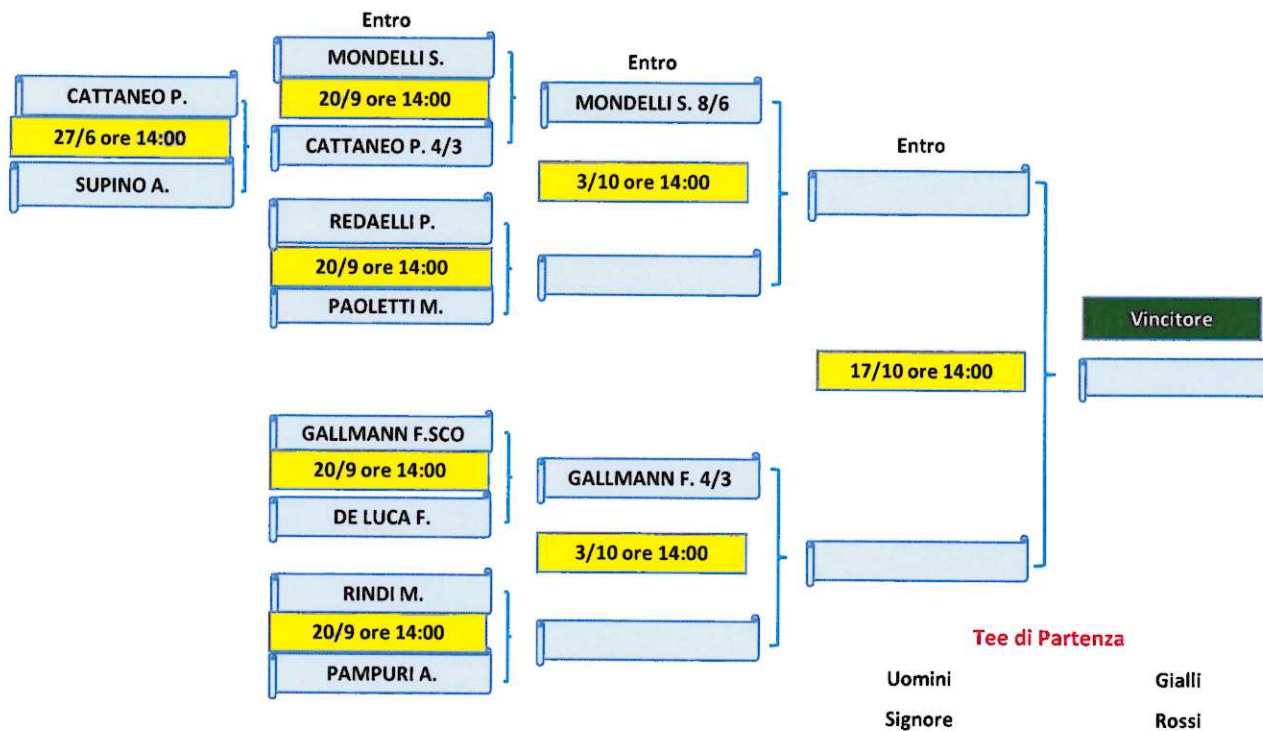 Entro
MONDELLI S.
20/9 ore 14:00
CATTANEO P. 4/3
CATTANEO P.
27/6 ore 14:00
SUPINO A.
REDAELLI P.
20/9 ore 14:00
PAOLETTI M.
GALLMANN F.SCO
20/9 ore 14:00
DE LUCA F.
RINDI M.
20/9 ore 14:00
PAMPURI A.
Entro
MONDELLI S. 8/6
3/10 ore 14:00
GALLMANN F. 4/3
3/10 ore 14:00
Entro
17/10 ore 14:00
Vincitore
Tee di Partenza
Uomini Gialli
Signore Rossi